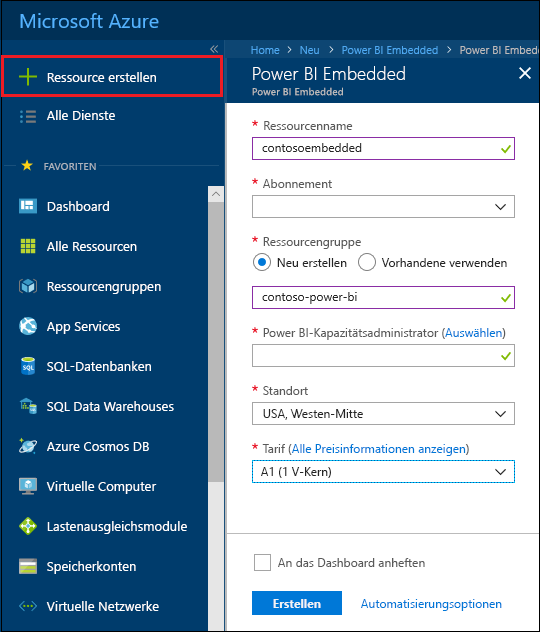 Microsoft Azure
Home > Neu > Power BI Embedded > Power BI Embed
Ressource erstellen
Alle Dienste
FAVORITEN
Dashboard
Alle Ressourcen
Ressourcengruppen
App Services
SQL-Datenbanken
SQL Data Warehouses
Azure Cosmos DB
Virtuelle Computer
Lastenausgleichsmodule
Speicherkonten
Virtuelle Netzwerke
Power BI Embedded
Power BI Embedded
* Ressourcenname
contosoembedded
* Abonnement
* Ressourcengruppe
Neu erstellen Vorhandene verwenden
contoso-power-bi
* Power BI-Kapazitätsadministrator (Auswählen)
* Standort
USA, Westen-Mitte
* Tarif (Alle Preisinformationen anzeigen)
A1 (1 V-Kern)
An das Dashboard anheften
Erstellen Automatisierungsoptionen